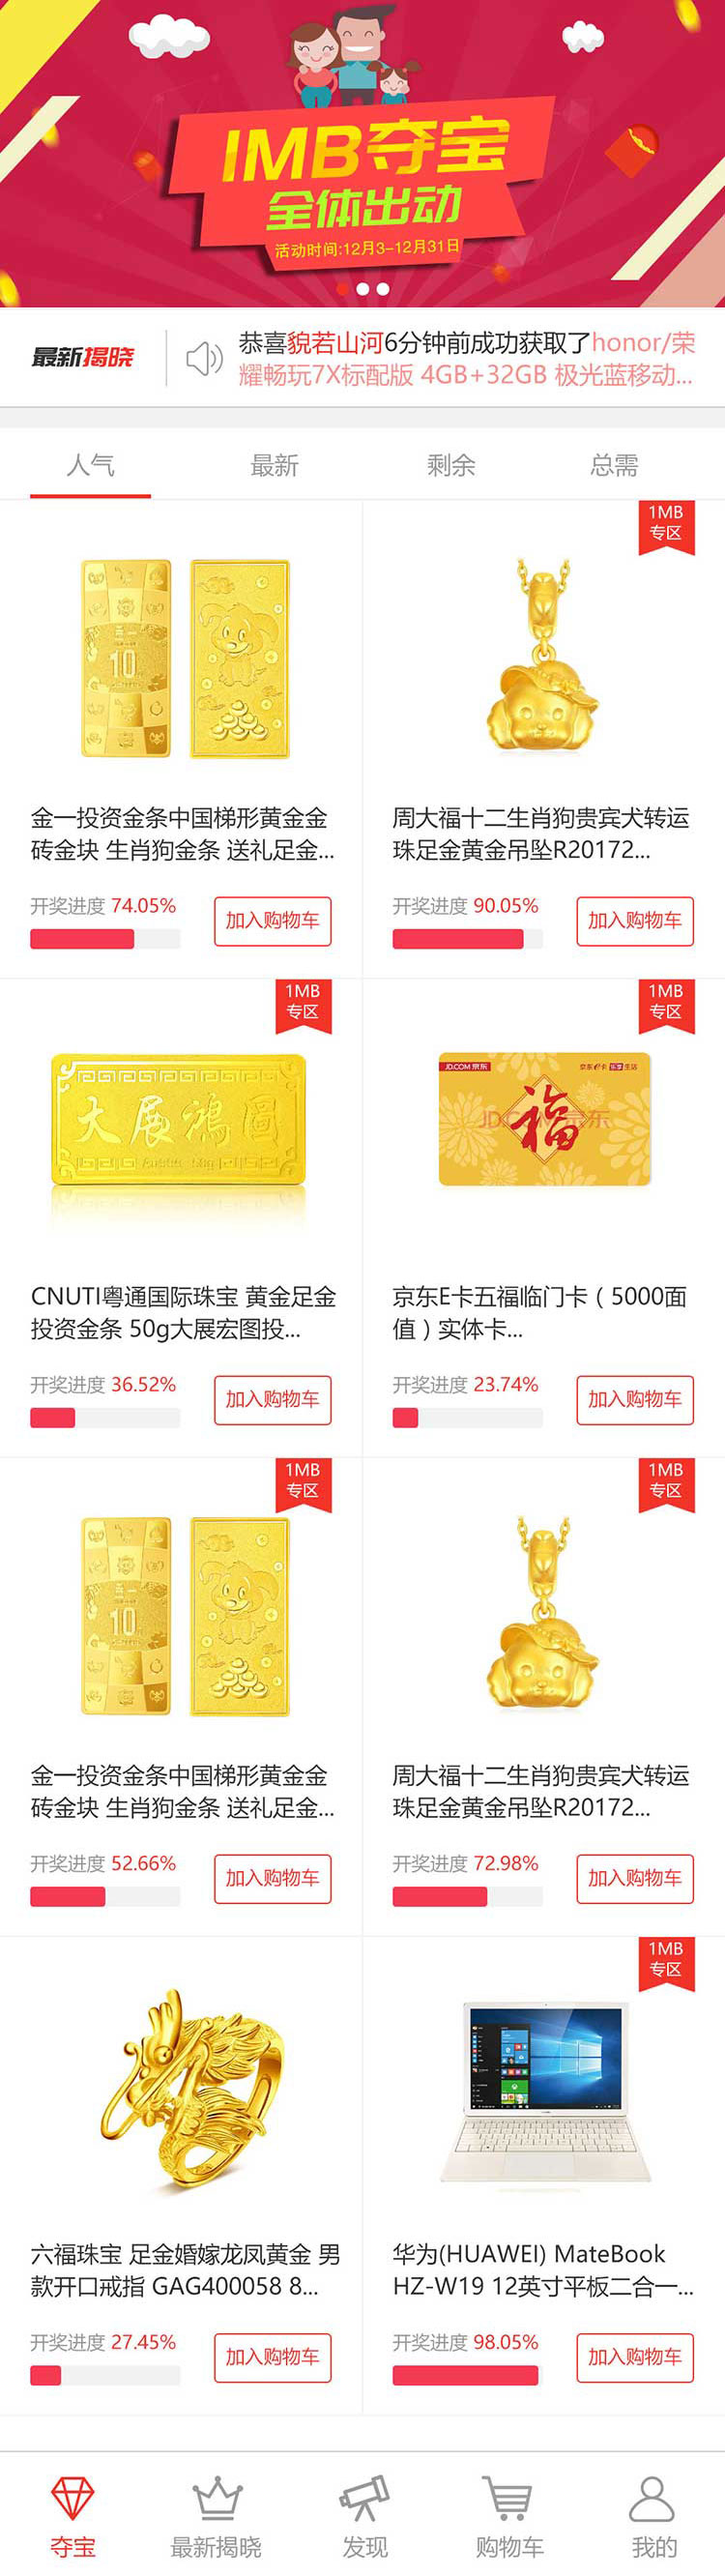 1MB夺宝
全体出动
活动时间:12月3-12月31日
最新揭晓
恭喜貌若山河6分钟前成功获取了honor/荣
耀畅玩7X标配版 4GB+32GB 极光蓝移动...
人气
最新
剩余
总需
1MB
专区
10
金一投资金条中国梯形黄金金
砖金块 生肖狗金条 送礼足金...
开奖进度 74.05%
加入购物车
周大福十二生肖狗贵宾犬转运
珠足金黄金吊坠R20172...
开奖进度 90.05%
加入购物车
1MB
专区
1MB
专区
大展鸿图
JD.COM 京东
福
CNUTI粤通国际珠宝 黄金足金
投资金条 50g大展宏图投...
开奖进度 36.52%
加入购物车
京东E卡五福临门卡（5000面
值）实体卡...
开奖进度 23.74%
加入购物车
1MB
专区
1MB
专区
10
金一投资金条中国梯形黄金金
砖金块 生肖狗金条 送礼足金...
开奖进度 52.66%
加入购物车
周大福十二生肖狗贵宾犬转运
珠足金黄金吊坠R20172...
开奖进度 72.98%
加入购物车
1MB
专区
六福珠宝 足金婚嫁龙凤黄金 男
款开口戒指 GAG400058 8...
开奖进度 27.45%
加入购物车
华为(HUAWEI) MateBook
HZ-W19 12英寸平板二合一...
开奖进度 98.05%
加入购物车
夺宝
最新揭晓
发现
购物车
我的